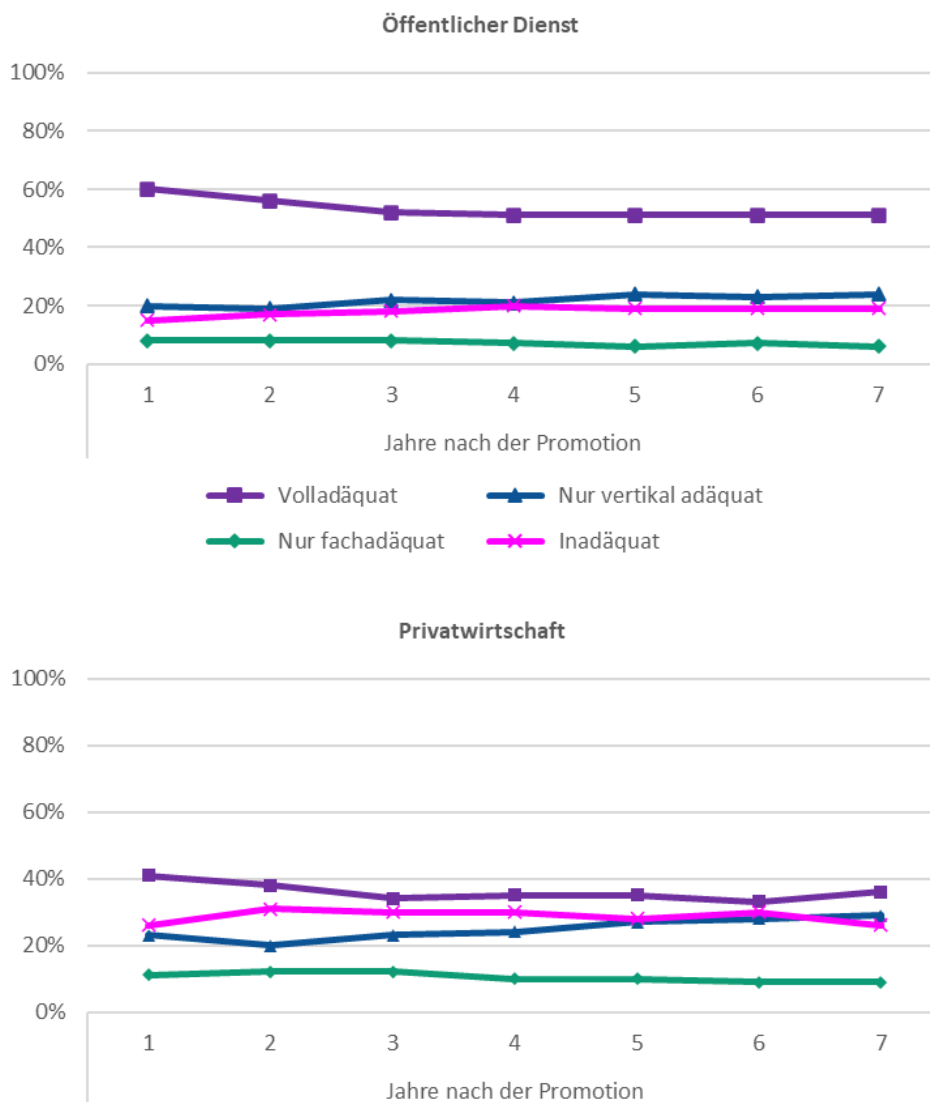 Öffentlicher Dienst
100%
80%
60%
40%
20%
0%
1 2 3 4 5 6 7
Jahre nach der Promotion
Volladäquat Nur vertikal adäquat
Nur fachadäquat Inadäquat
Privatwirtschaft
100%
80%
60%
40%
20%
0%
1 2 3 4 5 6 7
Jahre nach der Promotion